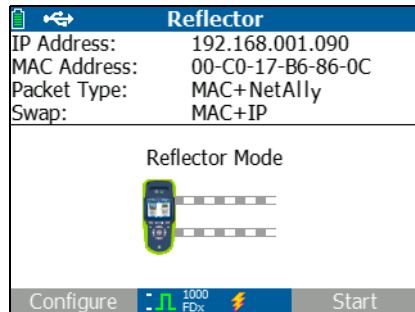 Reflector
IP Address: 192.168.001.090
MAC Address: 00-C0-17-B6-86-0C
Packet Type: MAC+NetAlly
Swap: MAC+IP
Reflector Mode
Configure 1000 FDx Start